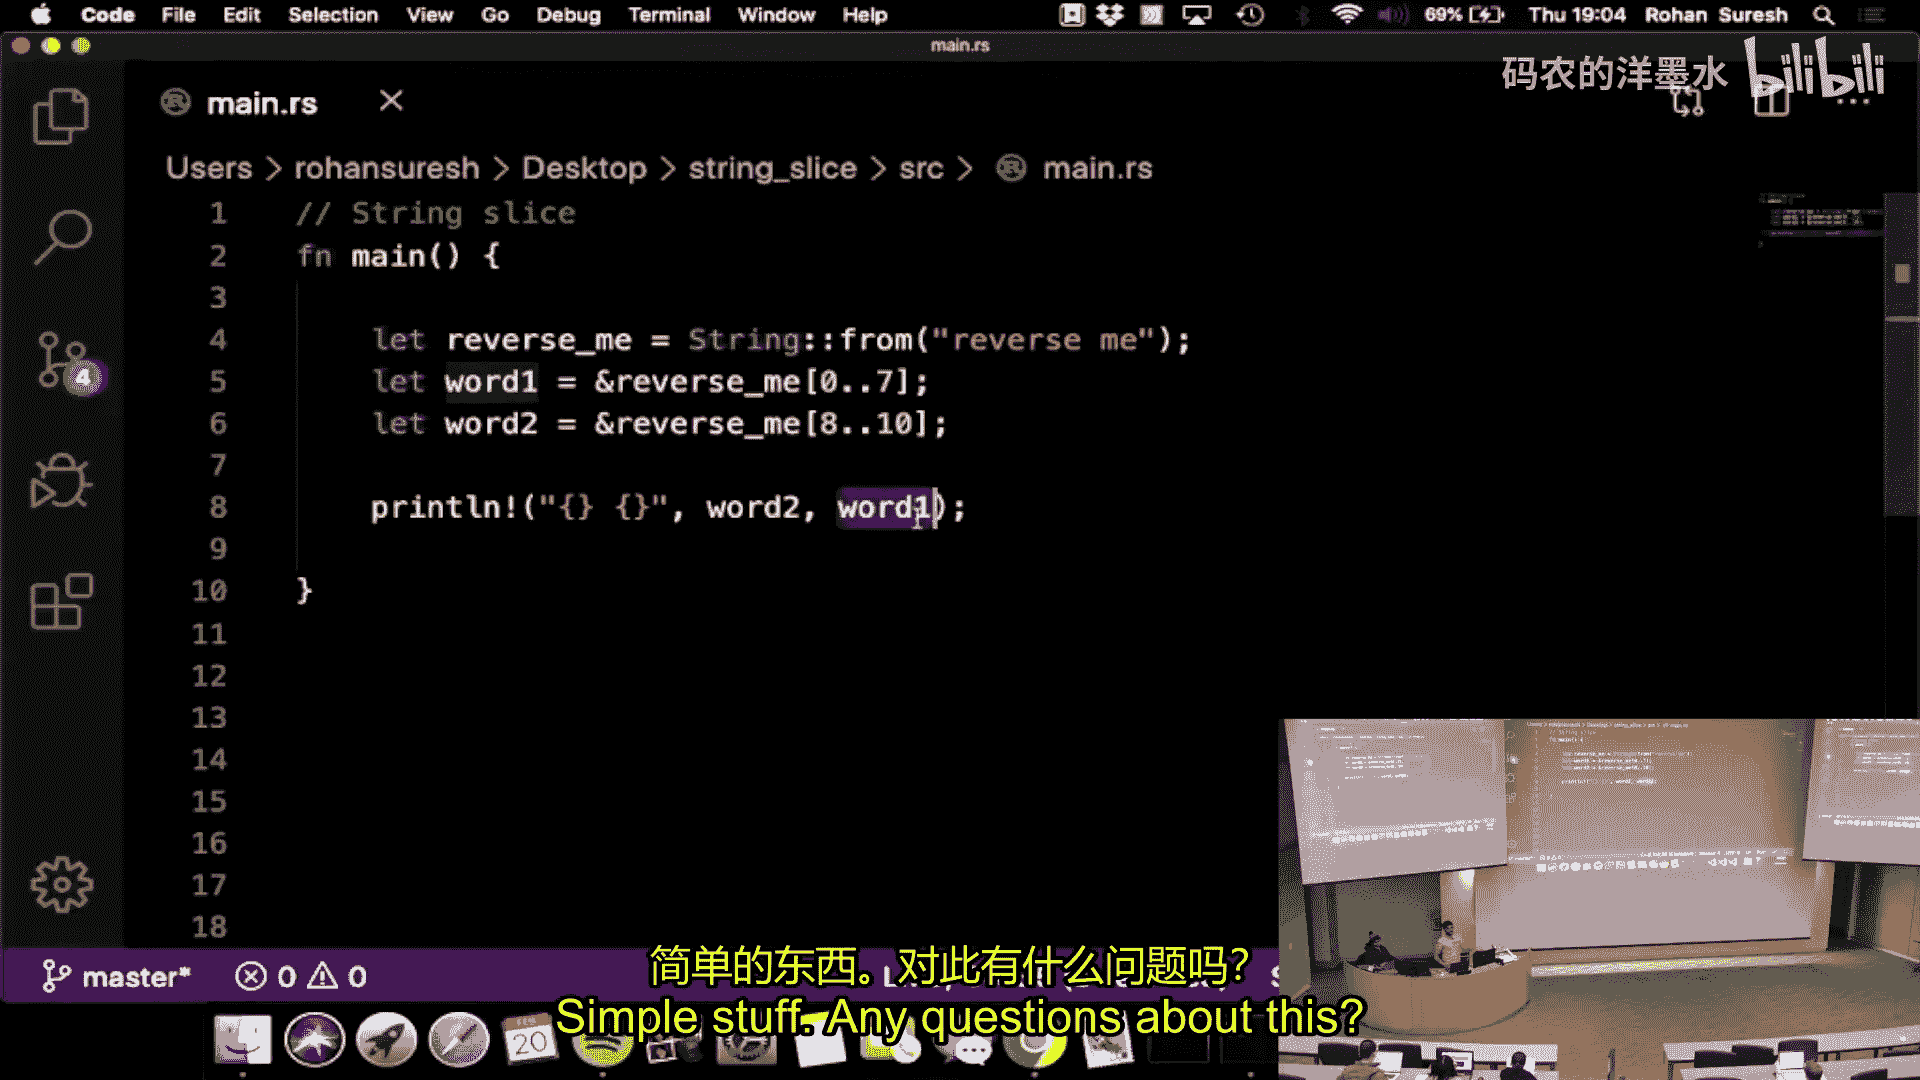 Code File Edit Selection View Go Debug Terminal Window Help 69% Thu 19:04 Rohan Suresh
main.rs
码农的洋墨水 bilibili
main.rs
Users > rohansuresh > Desktop > string_slice > src > main.rs
1 // String slice
2 fn main() {
3
4 let reverse_me = String::from("reverse me");
5 let word1 = &reverse_me[0..7];
6 let word2 = &reverse_me[8..10];
7
8 println!("{} {}", word2, word1);
9
10 }
11
12
13
14
15
16
17
18
4
master* 0 0
简单的东西。对此有什么问题吗?
Simple stuff. Any questions about this?
20